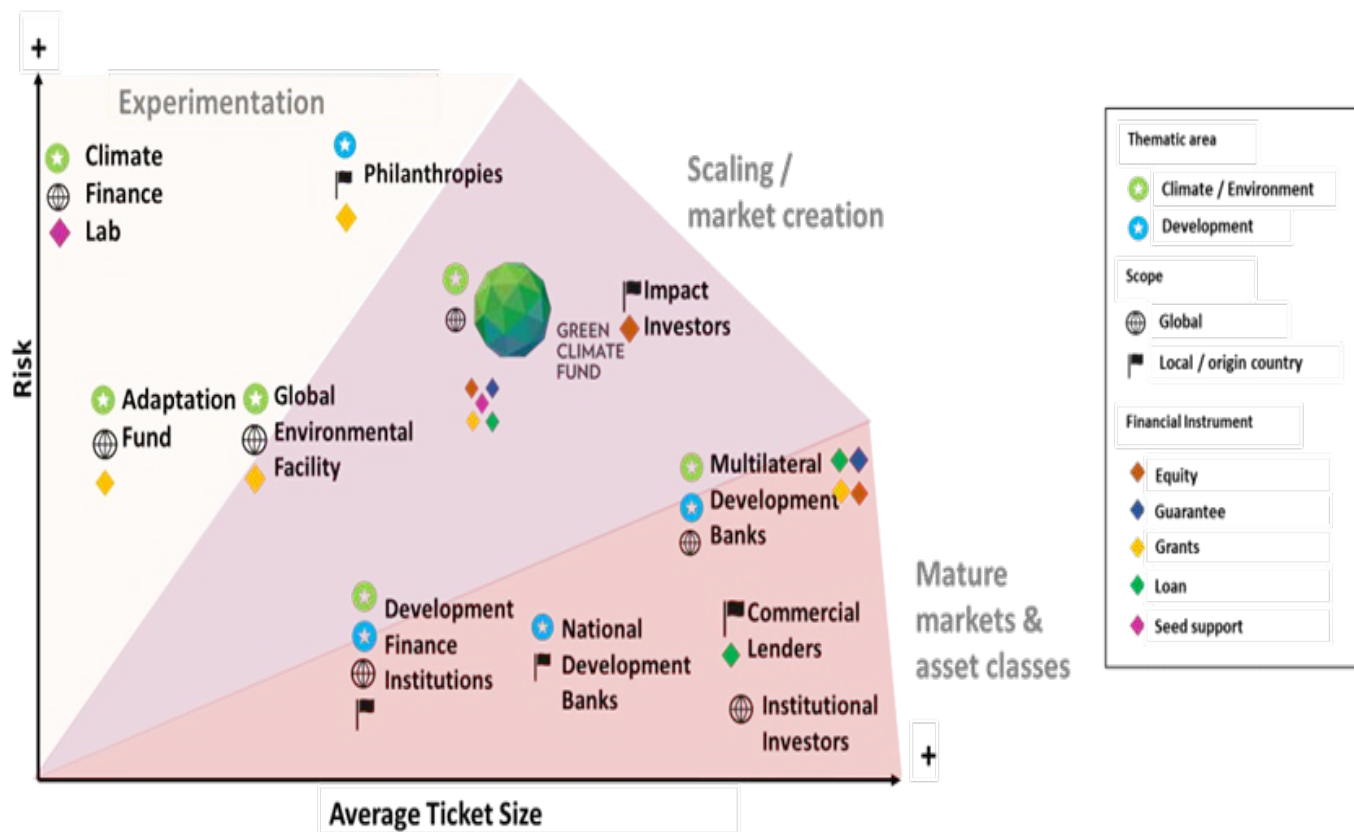 +
Experimentation
Climate
Finance
Lab
Philanthropies
Scaling /
market creation
GREEN
CLIMATE
FUND
Impact
Investors
Risk
Adaptation
Fund
Global
Environmental
Facility
Multilateral
Development
Banks
Development
Finance
Institutions
National
Development
Banks
Commercial
Lenders
Institutional
Investors
Mature
markets &
asset classes
+
Average Ticket Size
Thematic area
Climate / Environment
Development
Scope
Global
Local / origin country
Financial Instrument
Equity
Guarantee
Grants
Loan
Seed support